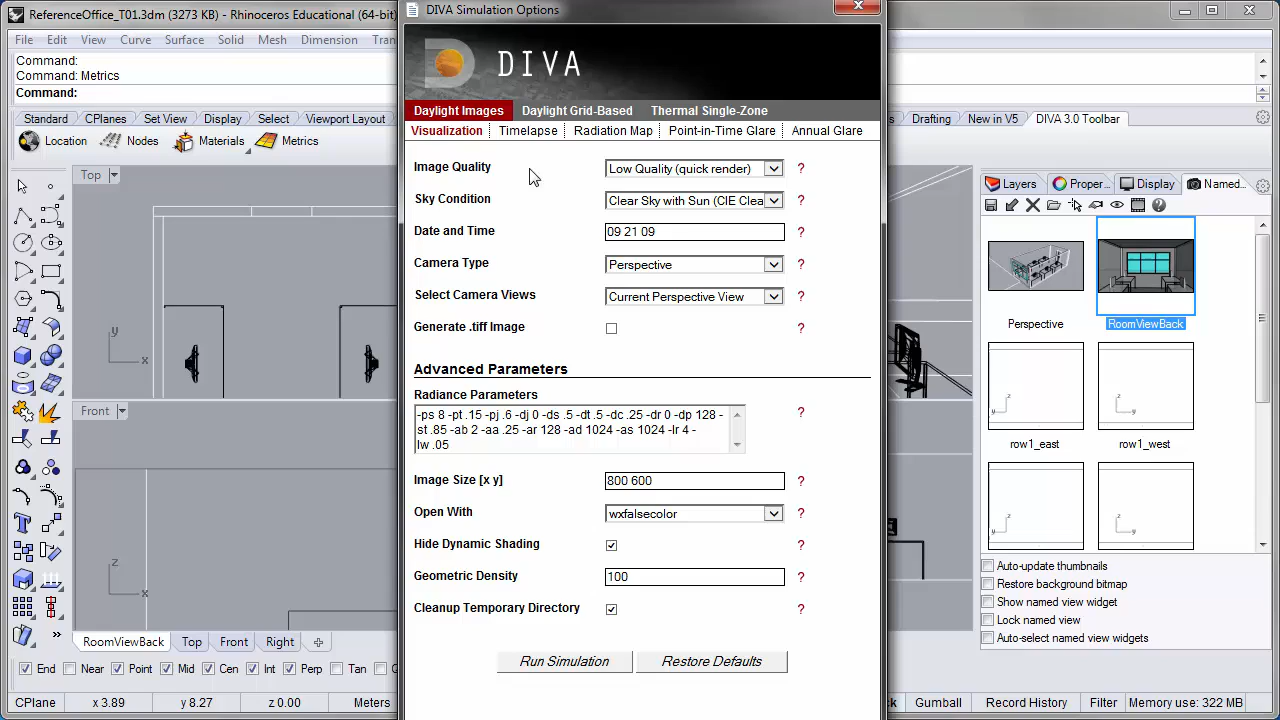 ReferenceOffice_T01.3dm (3273 KB) - Rhinoceros Educational (64-bit)
DIVA Simulation Options
File Edit View Curve Surface Solid Mesh Dimension
Command:
Command: Metrics
Command:
DIVA
Daylight Images Daylight Grid-Based Thermal Single-Zone
Standard CPlanes Set View Display Select Viewport Layout
Drafting New in V5 DIVA 3.0 Toolbar
Visualization Timelapse Radiation Map Point-in-Time Glare Annual Glare
Location Nodes Materials Metrics
Top
Image Quality Low Quality (quick render) ?
Layers Proper... Display Named...
Sky Condition Clear Sky with Sun (CIE Clea ?
Date and Time 09 21 09 ?
Camera Type Perspective ?
Select Camera Views Current Perspective View ?
Generate .tiff Image ?
Perspective RoomViewBack
y
x
Advanced Parameters
Radiance Parameters
-ps 8 -pt .15 -pj .6 -dj 0 -ds .5 -dt .5 -dc .25 -dr 0 -dp 128 -
st .85 -ab 2 -aa .25 -ar 128 -ad 1024 -as 1024 -lr 4 -
lw .05
?
Front
row1_east row1_west
Image Size [x y] 800 600 ?
Open With wxfalsecolor ?
Hide Dynamic Shading ?
Geometric Density 100 ?
Cleanup Temporary Directory ?
z
x
Auto-update thumbnails
Restore background bitmap
Show named view widget
Lock named view
Auto-select named view widgets
RoomViewBack Top Front Right
Run Simulation Restore Defaults
End Near Point Mid Cen Int Perp Tan
CPlane x 3.89 y 8.27 z 0.00 Meters
Gumball Record History Filter Memory use: 322 MB